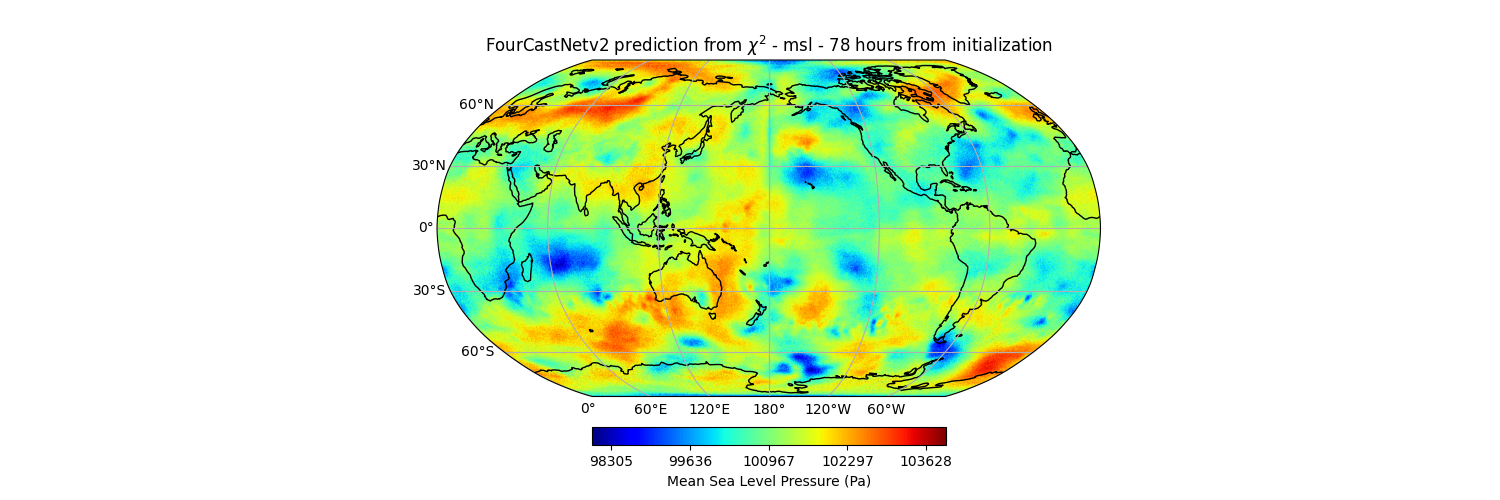 FourCastNetv2 prediction from χ² - msl - 78 hours from initialization
60°N
30°N
0°
30°S
60°S
0° 60°E 120°E 180° 120°W 60°W
98305 99636 100967 102297 103628
Mean Sea Level Pressure (Pa)